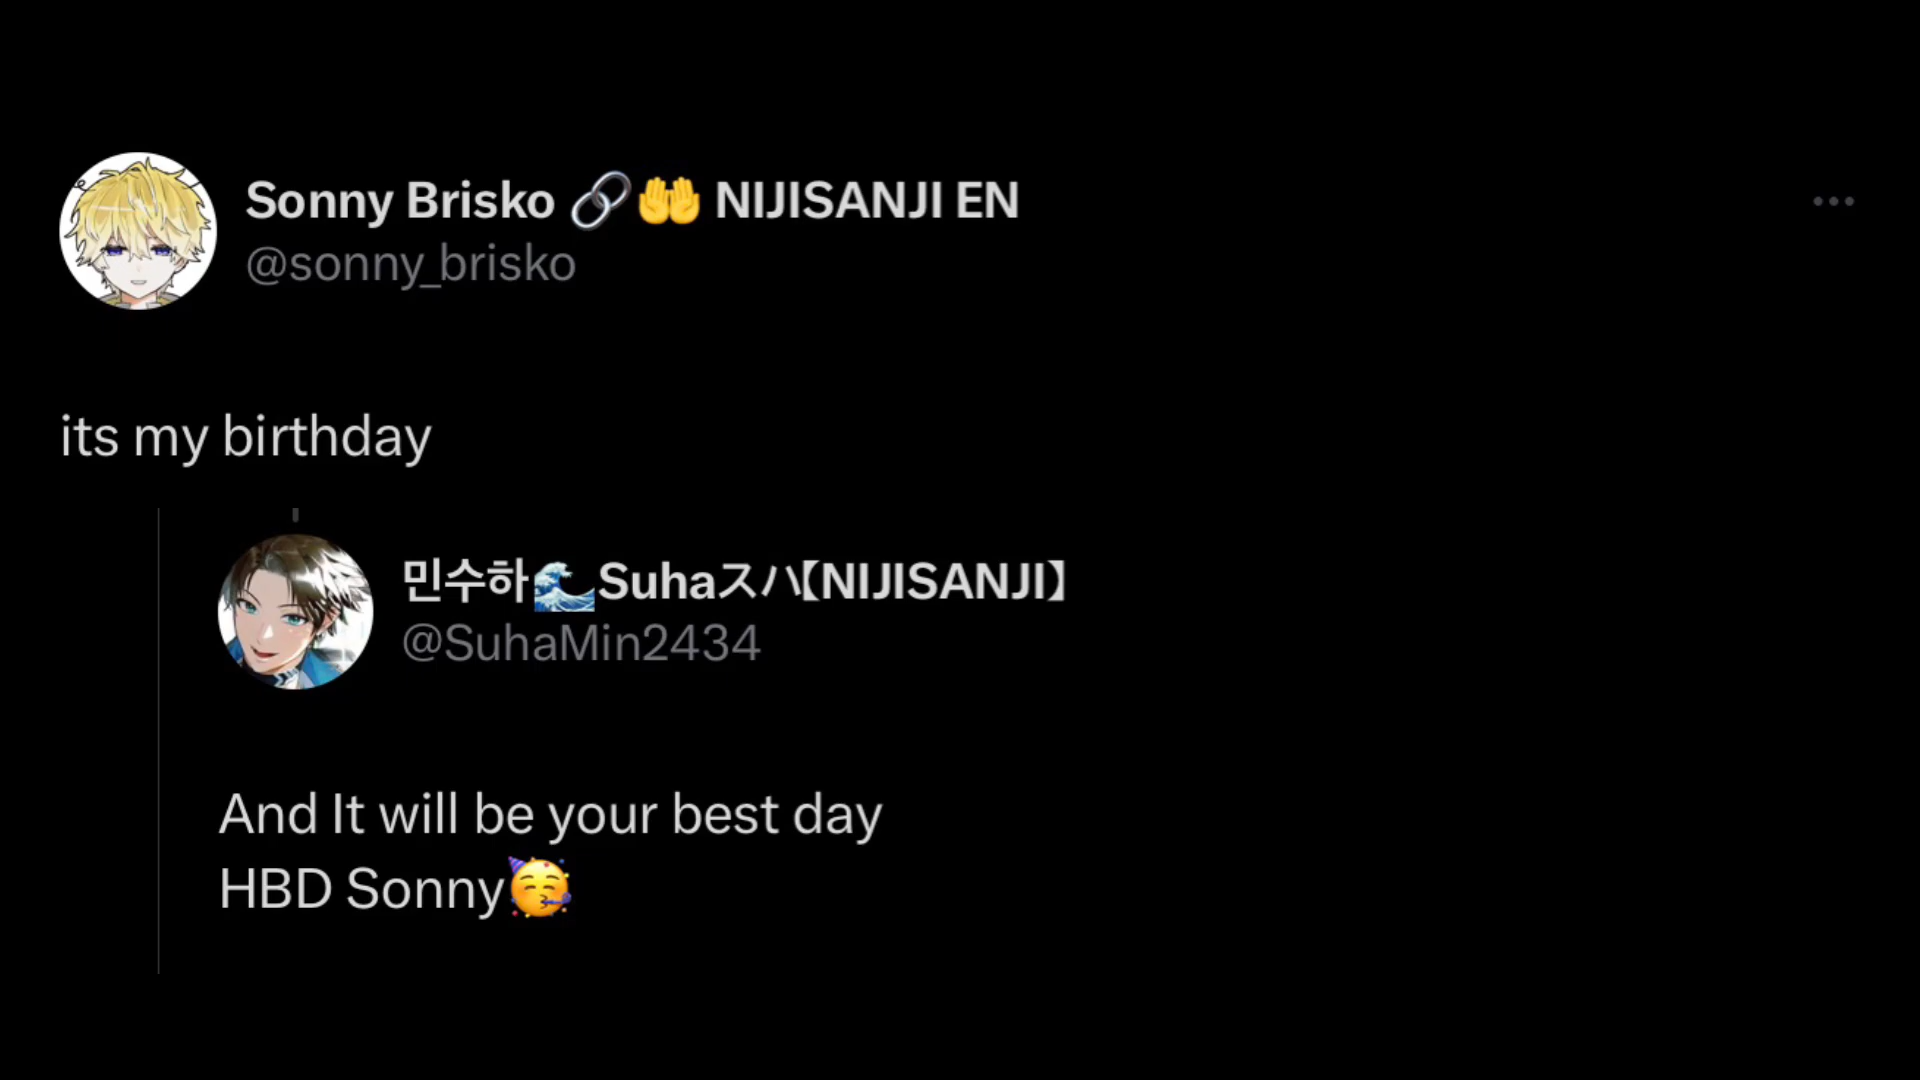 Sonny Brisko 🔗🤲 NIJISANJI EN
@sonny_brisko
its my birthday
민수하🌊Suhaスハ【NIJISANJI】
@SuhaMin2434
And It will be your best day
HBD Sonny🥳